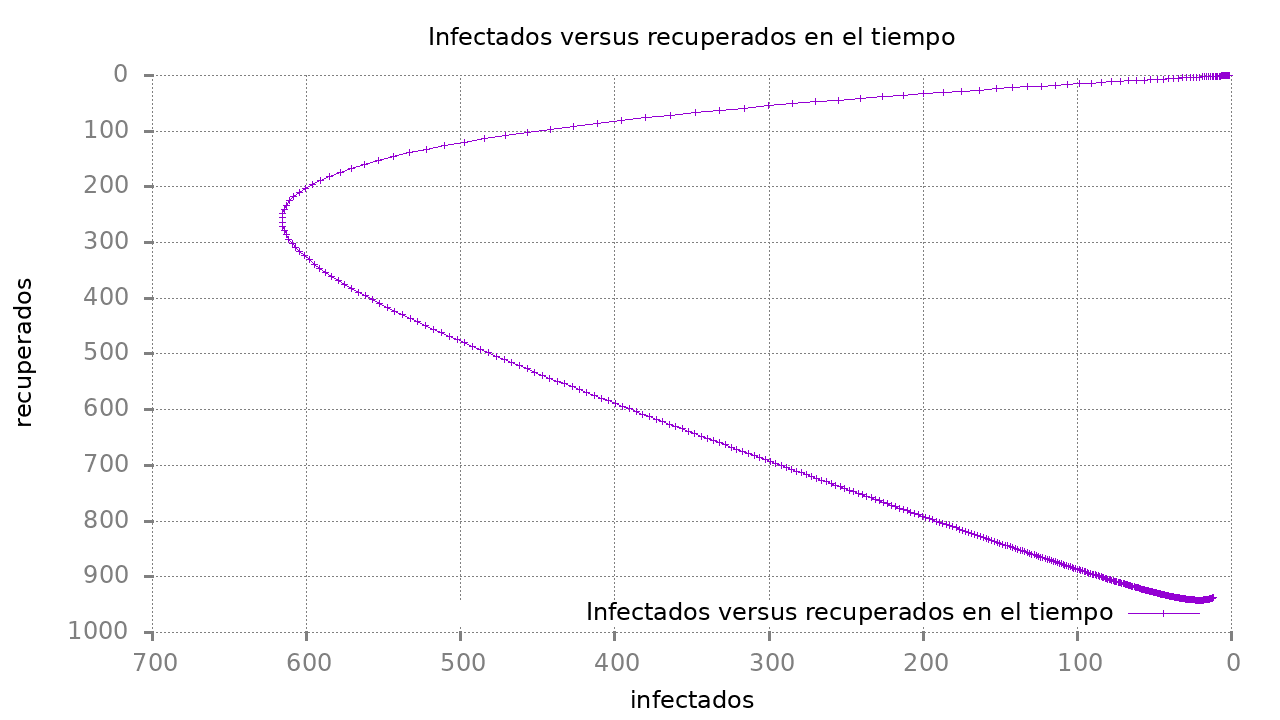 Infectados versus recuperados en el tiempo
0
100
200
300
400
500
600
700
800
900
1000
recuperados
Infectados versus recuperados en el tiempo
700 600 500 400 300 200 100 0
infectados